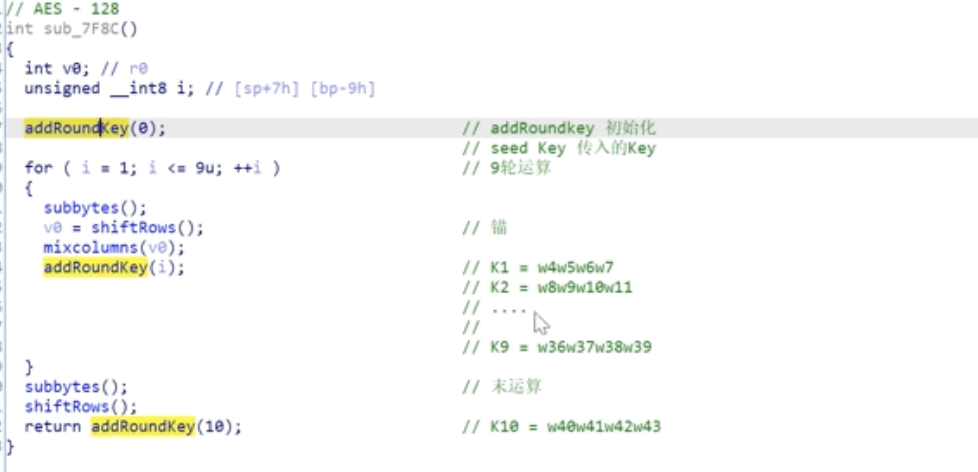 // AES - 128
int sub_7F8C()
{
int v0; // r0
unsigned __int8 i; // [sp+7h] [bp-9h]
addRoundKey(0); // addRoundkey 初始化
// seed Key 传入的Key
for ( i = 1; i <= 9u; ++i ) // 9轮运算
{
subbytes();
v0 = shiftRows(); // 锚
mixcolumns(v0);
addRoundKey(i); // K1 = w4w5w6w7
// K2 = w8w9w10w11
// ....
//
// K9 = w36w37w38w39
}
subbytes(); // 末运算
shiftRows();
return addRoundKey(10); // K10 = w40w41w42w43
}